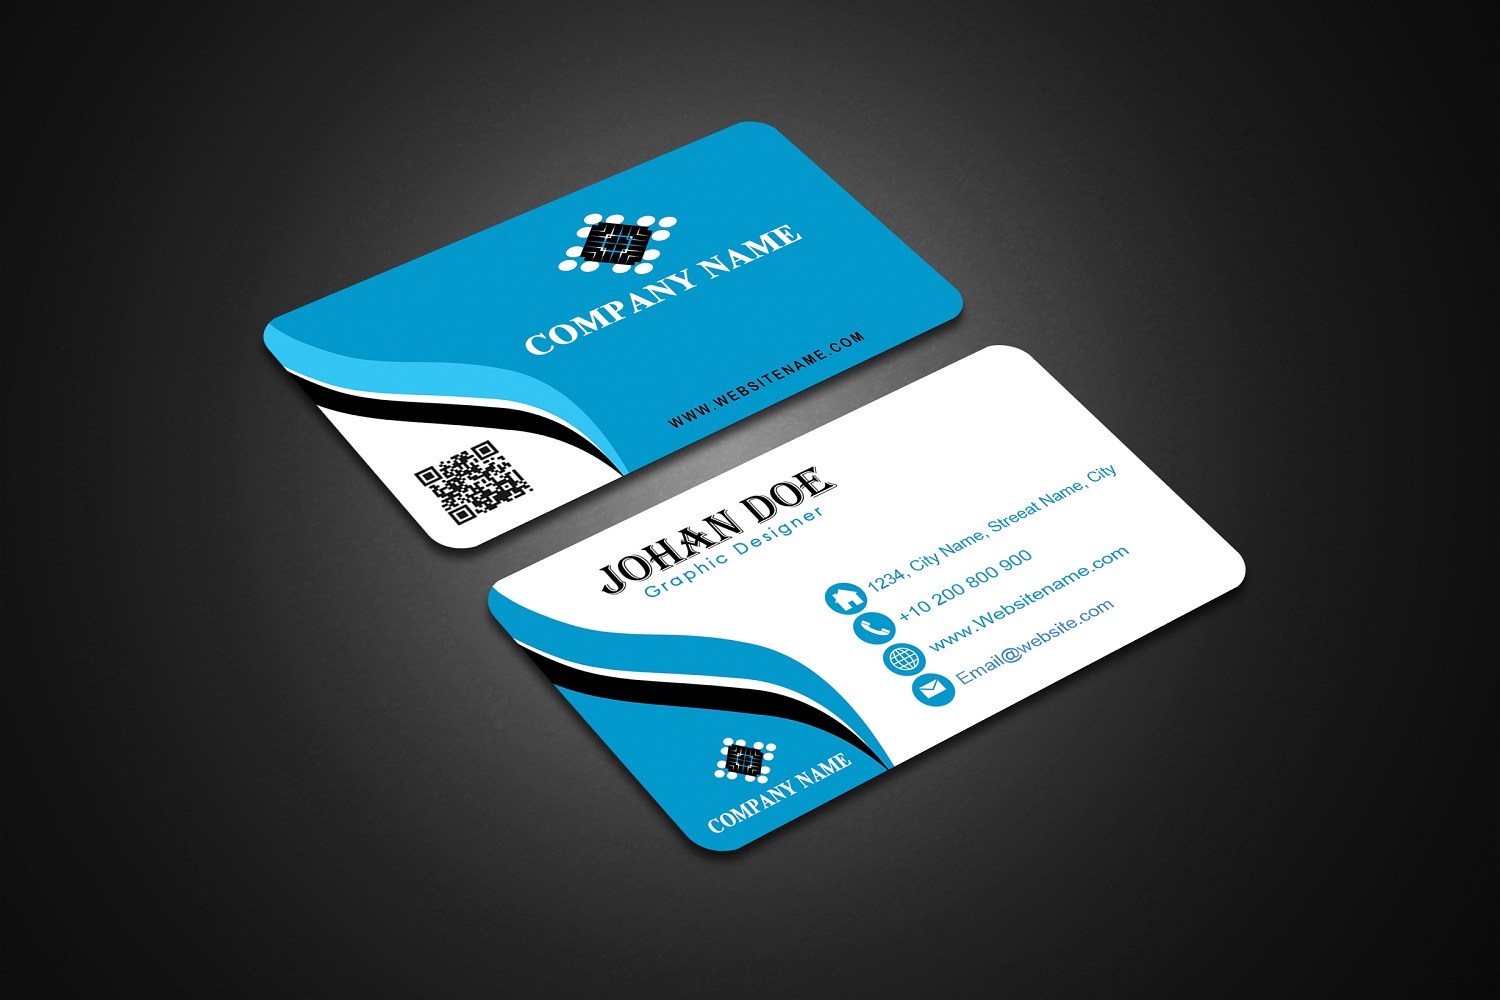 COMPANY NAME
WWW.WEBSITENAME.COM
JOHAN DOE
Graphic Designer
1234, City Name, Streeat Name, City
+10 200 800 900
www.Websitename.com
Email@website.com
COMPANY NAME